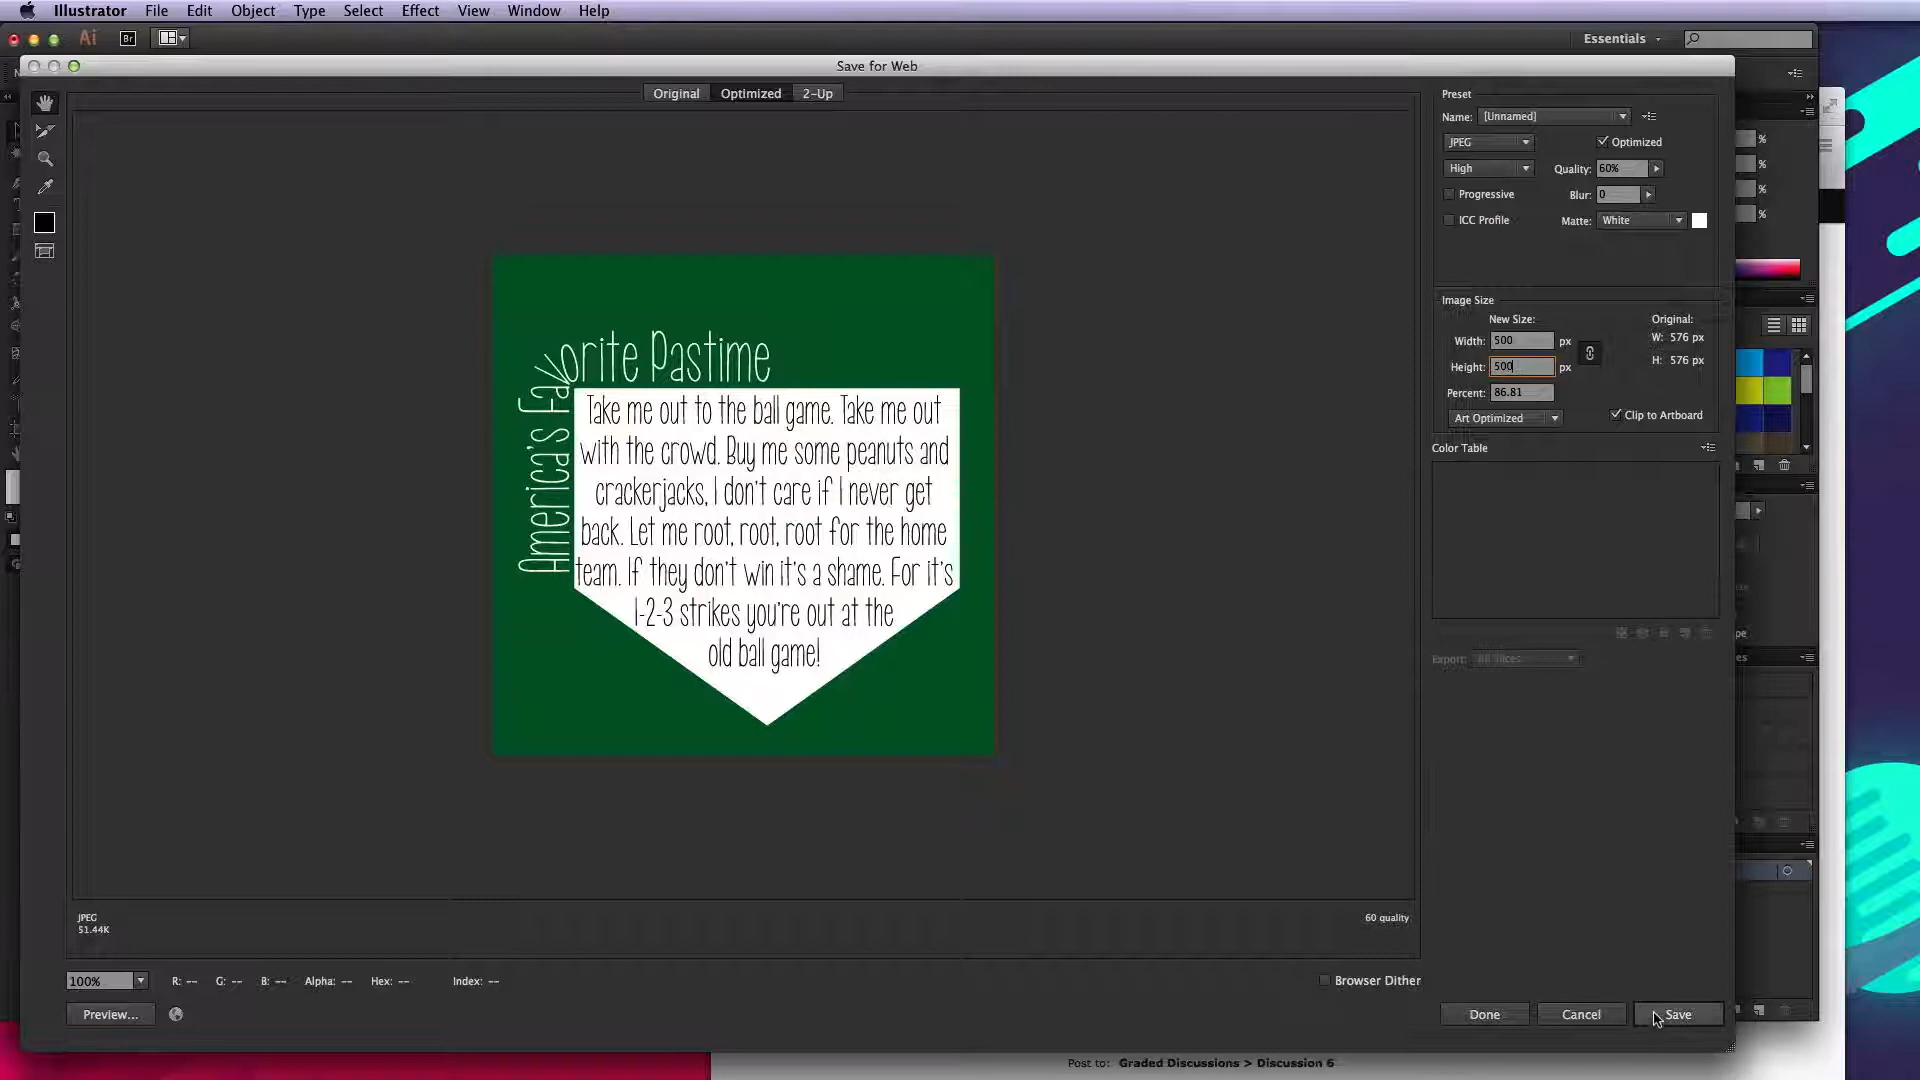 Illustrator File Edit Object Type Select Effect View Window Help
Ai Br Essentials
Save for Web
Original Optimized 2-Up
Preset
Name: [Unnamed]
JPEG Optimized
High Quality: 60%
Progressive Blur: 0
ICC Profile Matte: White
Image Size
New Size: Original:
Width: 500 px W: 576 px
Height: 500 px H: 576 px
Percent: 86.81
Art Optimized Clip to Artboard
Color Table
Export: All Slices
%
%
%
%
America's Favorite Pastime
Take me out to the ball game. Take me out
with the crowd. Buy me some peanuts and
crackerjacks, I don't care if I never get
back. Let me root, root, root for the home
team. If they don't win it's a shame. For it's
1-2-3 strikes you're out at the
old ball game!
JPEG
51.44K
60 quality
100% R: -- G: -- B: -- Alpha: -- Hex: -- Index: --
Browser Dither
Preview... Done Cancel Save
Post to: Graded Discussions > Discussion 6